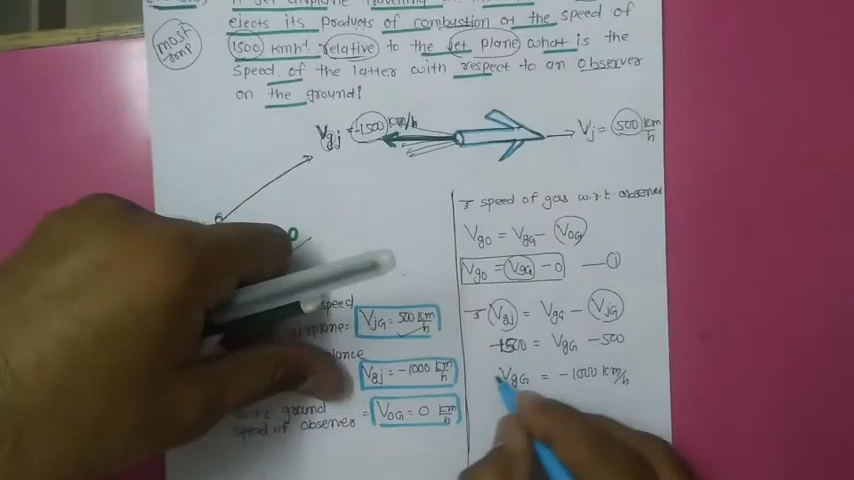 ejects its products of combustion at the speed of
1500 kmh⁻¹ relative to the Jet plane what is the
speed of the latter with respect to an observer
on the ground?
most
Imp
Vgj = -1500 km/h
Vj = 500 km/h
speed
airplane = VjG = 500 km/h
Vgj = -1000 km/h
w.r.t ground
speed of observer = VOG = 0 km/h
speed of gas w.r.t. observer
Vgo = VgG - VOG
Vgo = VgG - 0 — ①
Vgj = VgG - VjG
-1500 = VgG - 500
VgG = -1000 km/h